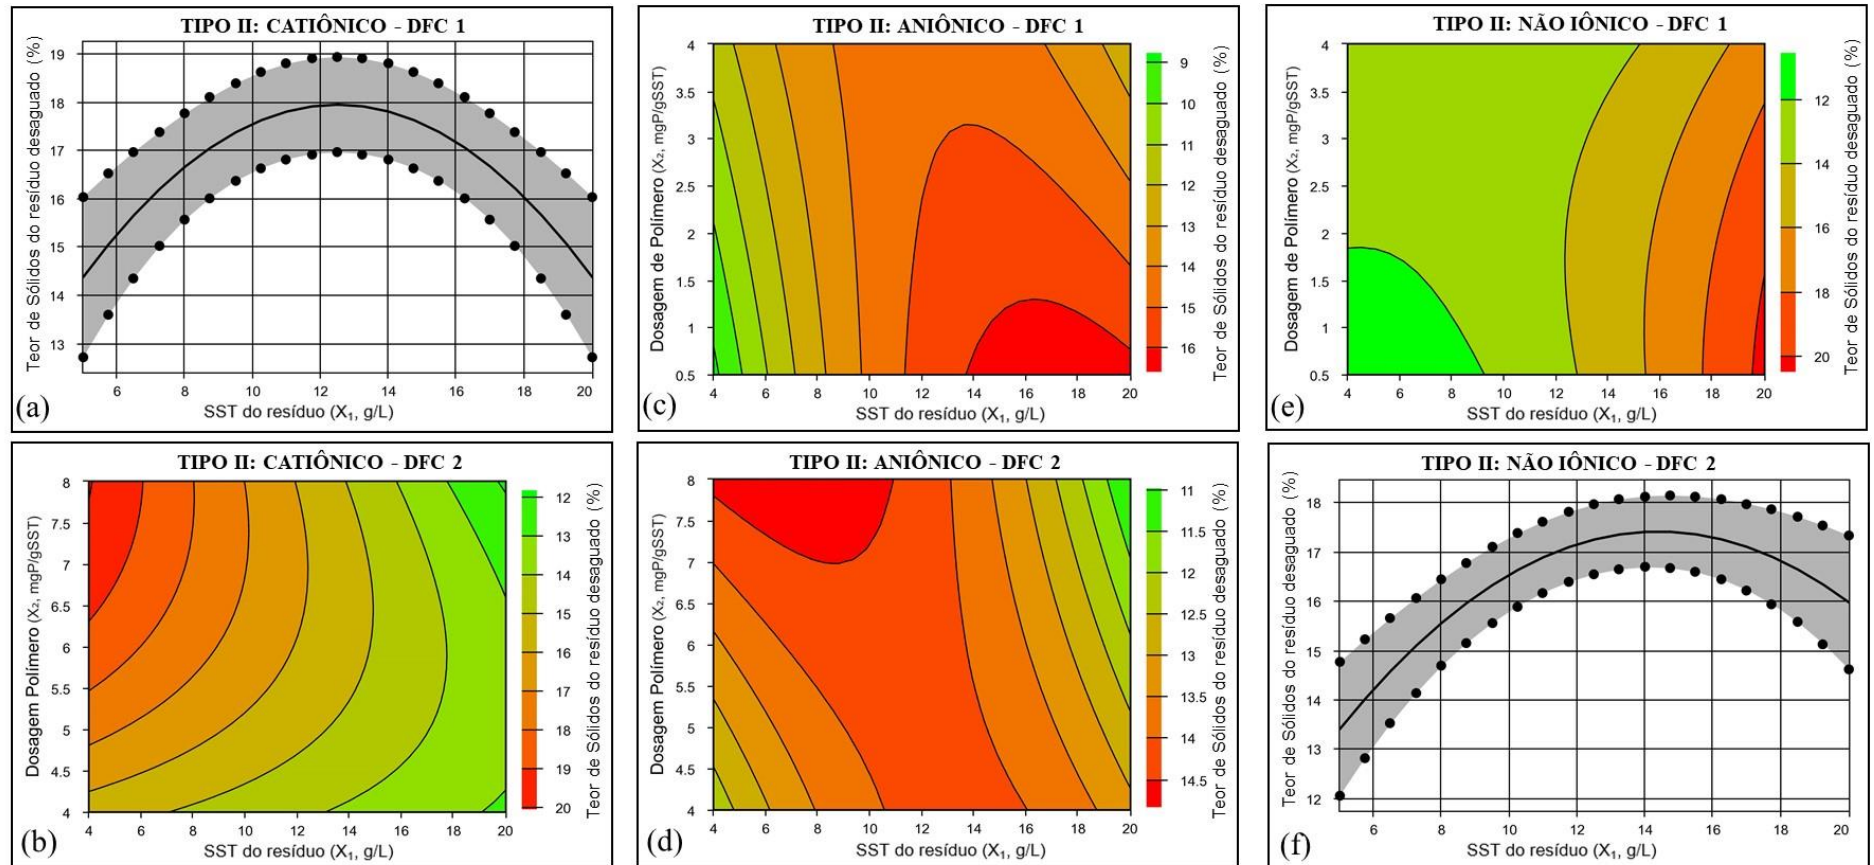 TIPO II: CATIÔNICO - DFC 1
Teor de Sólidos do resíduo desaguado (%)
19
18
17
16
15
14
13
6 8 10 12 14 16 18 20
SST do resíduo (X₁, g/L)
(a)
TIPO II: ANIÔNICO - DFC 1
Dosagem de Polímero (X₂, mgP/gSST)
4
3.5
3
2.5
2
1.5
1
0.5
4 6 8 10 12 14 16 18 20
SST do resíduo (X₁, g/L)
9
10
11
12
13
14
15
16
Teor de Sólidos do resíduo desaguado (%)
(c)
TIPO II: NÃO IÔNICO - DFC 1
Dosagem de Polímero (X₂, mgP/gSST)
4
3.5
3
2.5
2
1.5
1
0.5
4 6 8 10 12 14 16 18 20
SST do resíduo (X₁, g/L)
12
14
16
18
20
Teor de Sólidos do resíduo desaguado (%)
(e)
TIPO II: CATIÔNICO - DFC 2
Dosagem Polímero (X₂, mgP/gSST)
8
7.5
7
6.5
6
5.5
5
4.5
4
4 6 8 10 12 14 16 18 20
SST do resíduo (X₁, g/L)
12
13
14
15
16
17
18
19
20
Teor de Sólidos do resíduo desaguado (%)
(b)
TIPO II: ANIÔNICO - DFC 2
Dosagem de Polímero (X₂, mgP/gSST)
8
7.5
7
6.5
6
5.5
5
4.5
4
4 6 8 10 12 14 16 18 20
SST do resíduo (X₁, g/L)
11
11.5
12
12.5
13
13.5
14
14.5
Teor de Sólidos do resíduo desaguado (%)
(d)
TIPO II: NÃO IÔNICO - DFC 2
Teor de Sólidos do resíduo desaguado (%)
18
17
16
15
14
13
12
6 8 10 12 14 16 18 20
SST do resíduo (X₁, g/L)
(f)